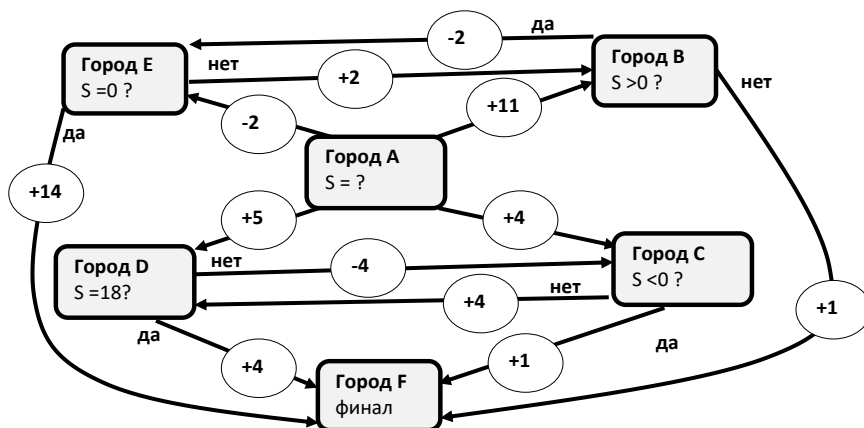 -2
да
Город E
S =0 ?
нет
+2
Город B
S >0 ?
нет
да
-2
+11
Город A
S = ?
+14
+5
+4
Город D
S =18?
нет
-4
Город C
S <0 ?
+4
нет
+1
да
+4
+1
да
Город F
финал